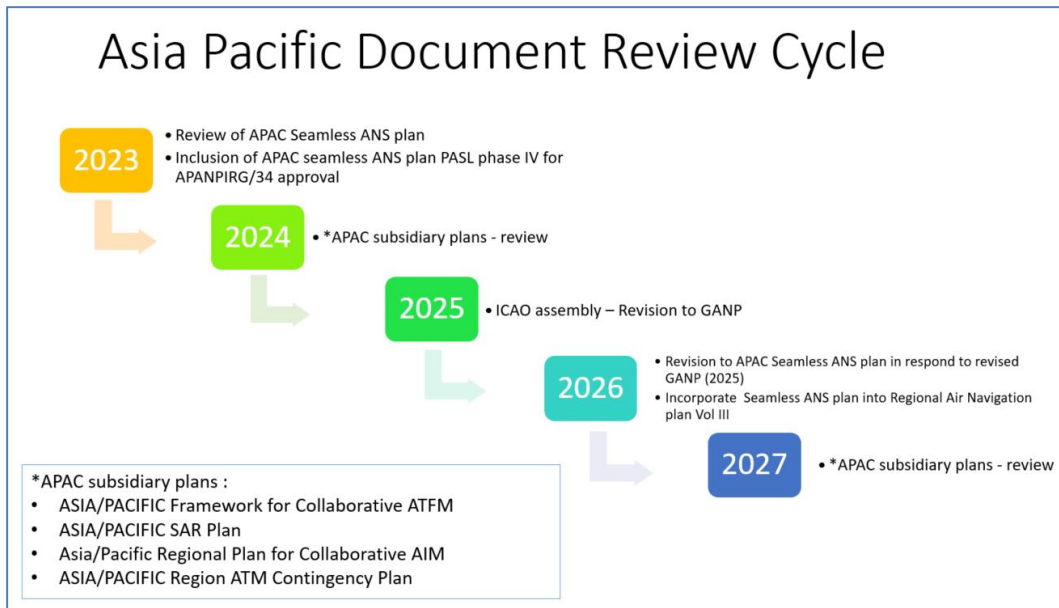 Asia Pacific Document Review Cycle
2023
• Review of APAC Seamless ANS plan
• Inclusion of APAC seamless ANS plan PASL phase IV for
APANPIRG/34 approval
2024
• *APAC subsidiary plans - review
2025
• ICAO assembly – Revision to GANP
2026
• Revision to APAC Seamless ANS plan in respond to revised
GANP (2025)
• Incorporate Seamless ANS plan into Regional Air Navigation
plan Vol III
2027
• *APAC subsidiary plans - review
*APAC subsidiary plans :
• ASIA/PACIFIC Framework for Collaborative ATFM
• ASIA/PACIFIC SAR Plan
• Asia/Pacific Regional Plan for Collaborative AIM
• ASIA/PACIFIC Region ATM Contingency Plan